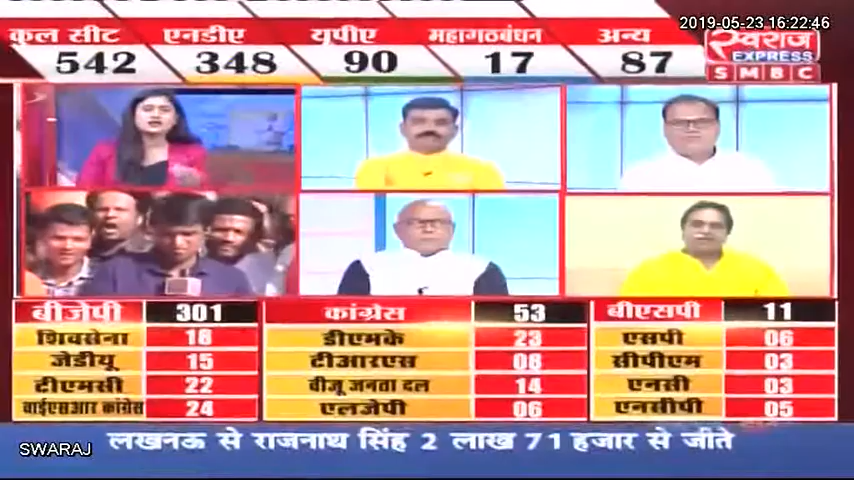 2019-05-23 16:22:46
कुल सीट एनडीए यूपीए महागठबंधन अन्य
542 348 90 17 87
स्वराज
EXPRESS
SMBC
बीजेपी 301 कांग्रेस 53 बीएसपी 11
शिवसेना 18 डीएमके 23 एसपी 06
जेडीयू 15 टीआरएस 08 सीपीएम 03
टीएमसी 22 बीजू जनता दल 14 एनसी 03
वाईएसआर कांग्रेस 24 एलजेपी 06 एनसीपी 05
SWARAJ
लखनऊ से राजनाथ सिंह 2 लाख 71 हजार से जीते